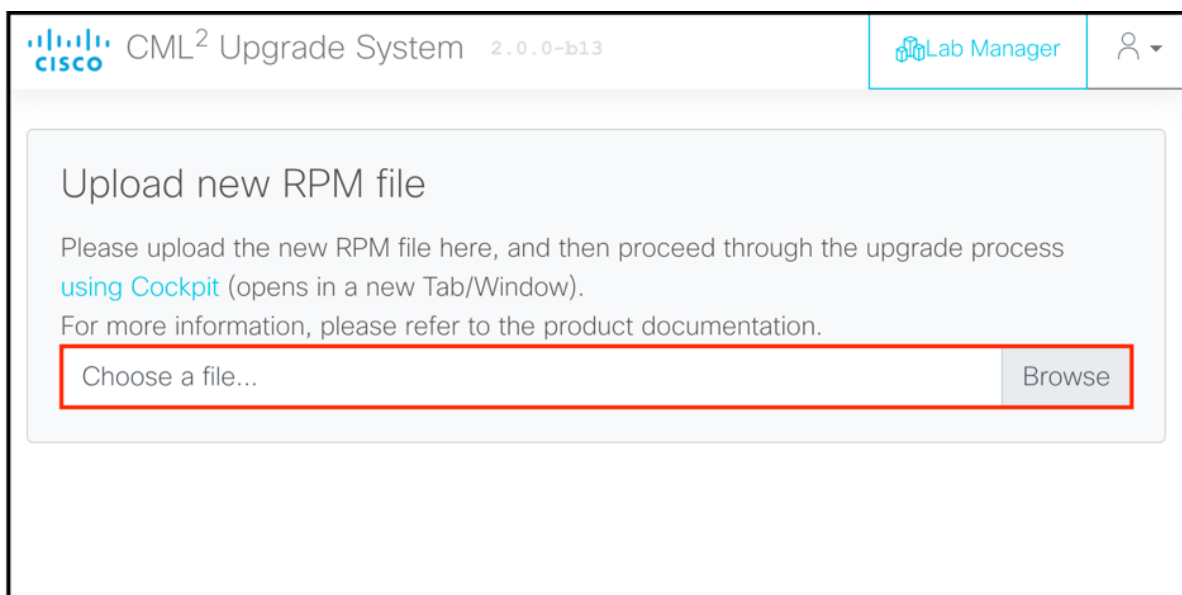 CISCO
CML² Upgrade System 2.0.0-b13
Lab Manager
Upload new RPM file
Please upload the new RPM file here, and then proceed through the upgrade process
using Cockpit (opens in a new Tab/Window).
For more information, please refer to the product documentation.
Choose a file...
Browse